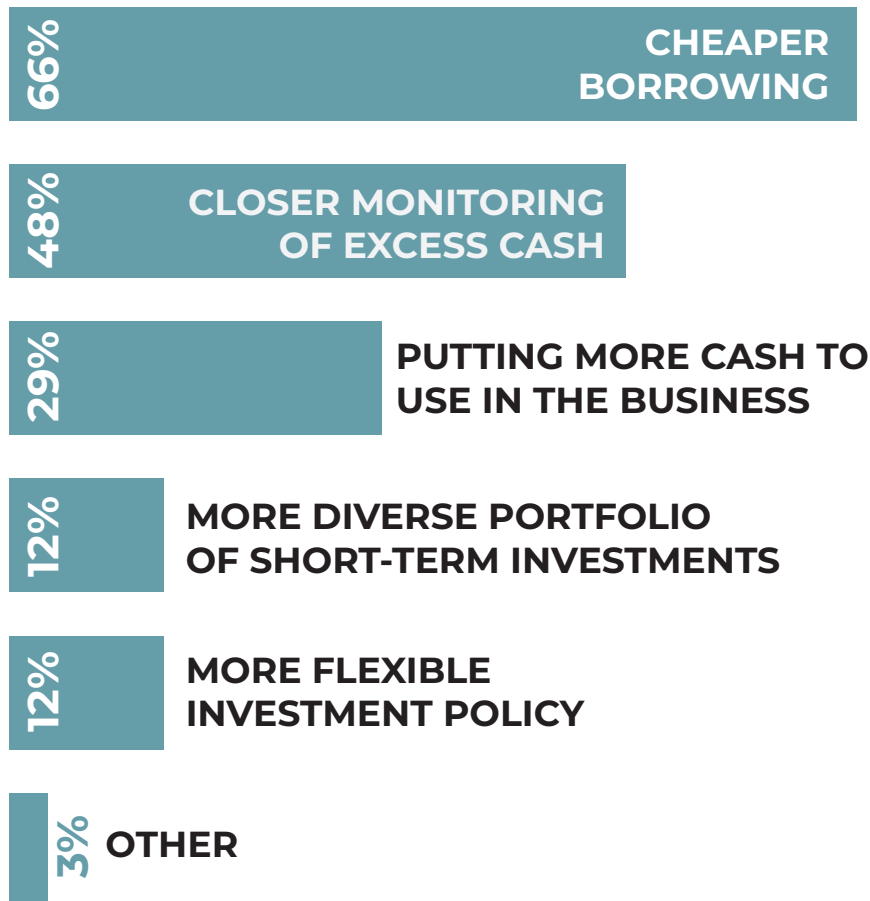 66%
CHEAPER
BORROWING
48%
CLOSER MONITORING
OF EXCESS CASH
29%
PUTTING MORE CASH TO
USE IN THE BUSINESS
12%
MORE DIVERSE PORTFOLIO
OF SHORT-TERM INVESTMENTS
12%
MORE FLEXIBLE
INVESTMENT POLICY
3%
OTHER